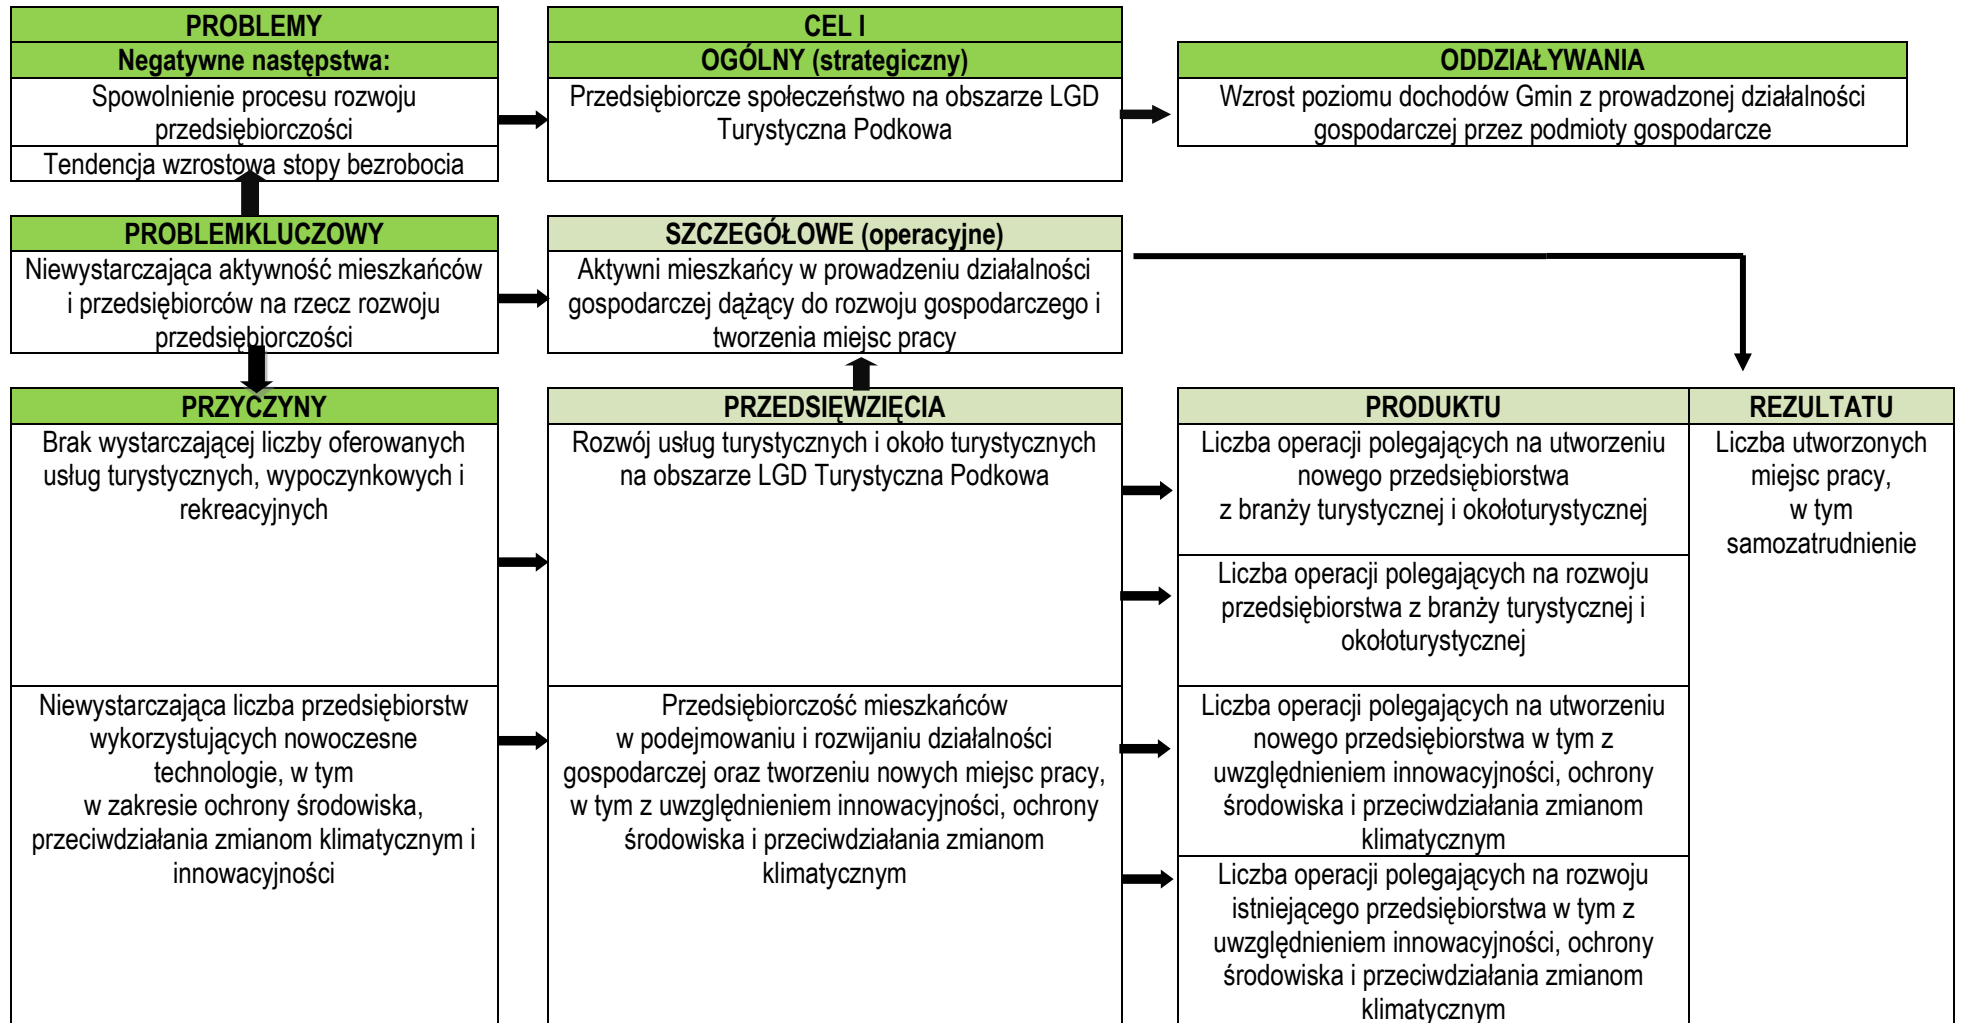 PROBLEMY
Negatywne następstwa:
Spowolnienie procesu rozwoju
przedsiębiorczości
Tendencja wzrostowa stopy bezrobocia
CEL I
OGÓLNY (strategiczny)
Przedsiębiorcze społeczeństwo na obszarze LGD
Turystyczna Podkowa
ODDZIAŁYWANIA
Wzrost poziomu dochodów Gmin z prowadzonej działalności
gospodarczej przez podmioty gospodarcze
PROBLEMKLUCZOWY
Niewystarczająca aktywność mieszkańców
i przedsiębiorców na rzecz rozwoju
przedsiębiorczości
SZCZEGÓŁOWE (operacyjne)
Aktywni mieszkańcy w prowadzeniu działalności
gospodarczej dążący do rozwoju gospodarczego i
tworzenia miejsc pracy
PRZYCZYNY
Brak wystarczającej liczby oferowanych
usług turystycznych, wypoczynkowych i
rekreacyjnych
Niewystarczająca liczba przedsiębiorstw
wykorzystujących nowoczesne
technologie, w tym
w zakresie ochrony środowiska,
przeciwdziałania zmianom klimatycznym i
innowacyjności
PRZEDSIĘWZIĘCIA
Rozwój usług turystycznych i około turystycznych
na obszarze LGD Turystyczna Podkowa
Przedsiębiorczość mieszkańców
w podejmowaniu i rozwijaniu działalności
gospodarczej oraz tworzeniu nowych miejsc pracy,
w tym z uwzględnieniem innowacyjności, ochrony
środowiska i przeciwdziałania zmianom
klimatycznym
PRODUKTU
Liczba operacji polegających na utworzeniu
nowego przedsiębiorstwa
z branży turystycznej i okołoturystycznej
Liczba operacji polegających na rozwoju
przedsiębiorstwa z branży turystycznej i
okołoturystycznej
Liczba operacji polegających na utworzeniu
nowego przedsiębiorstwa w tym z
uwzględnieniem innowacyjności, ochrony
środowiska i przeciwdziałania zmianom
klimatycznym
Liczba operacji polegających na rozwoju
istniejącego przedsiębiorstwa w tym z
uwzględnieniem innowacyjności, ochrony
środowiska i przeciwdziałania zmianom
klimatycznym
REZULTATU
Liczba utworzonych
miejsc pracy,
w tym
samozatrudnienie